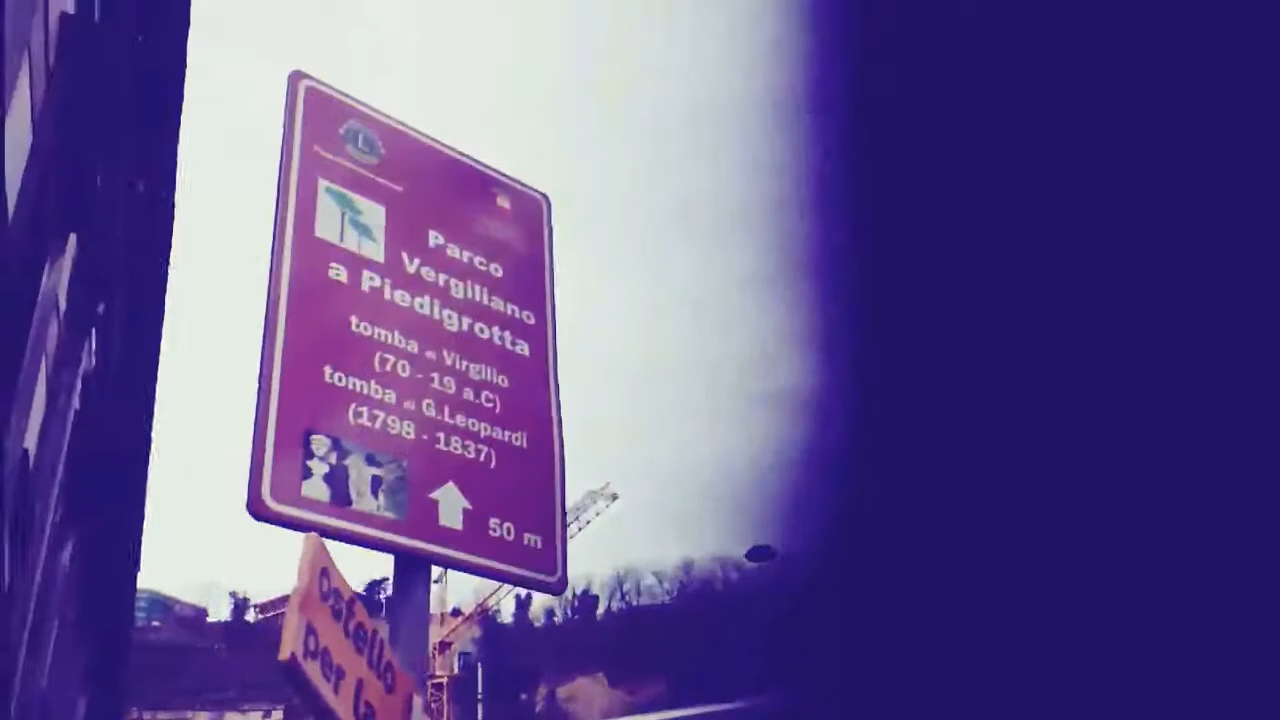 Parco
Vergiliano
a Piedigrotta
tomba di Virgilio
(70 - 19 a.C)
tomba di G.Leopardi
(1798 - 1837)
50 m
Ostello
per la